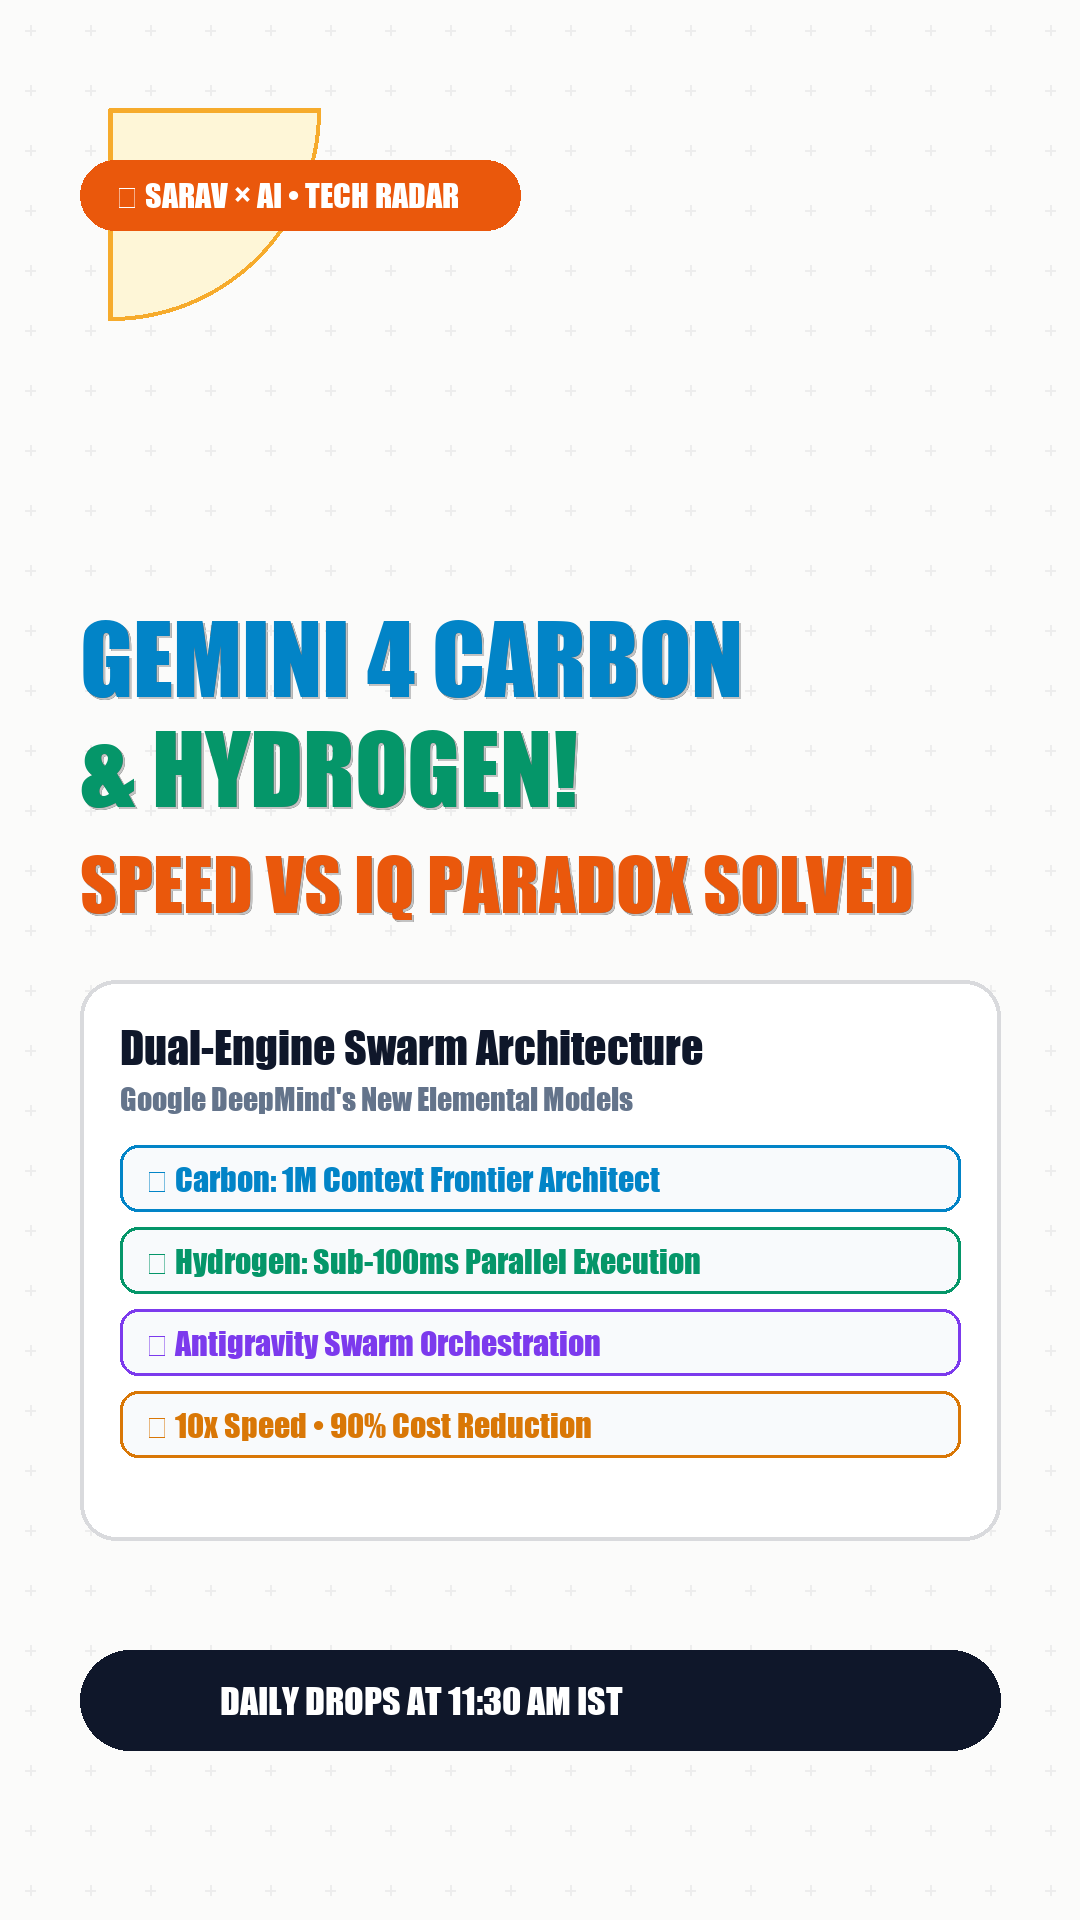 □ SARAV × AI • TECH RADAR
GEMINI 4 CARBON
& HYDROGEN!
SPEED VS IQ PARADOX SOLVED
Dual-Engine Swarm Architecture
Google DeepMind's New Elemental Models
□ Carbon: 1M Context Frontier Architect
□ Hydrogen: Sub-100ms Parallel Execution
□ Antigravity Swarm Orchestration
□ 10x Speed • 90% Cost Reduction
DAILY DROPS AT 11:30 AM IST